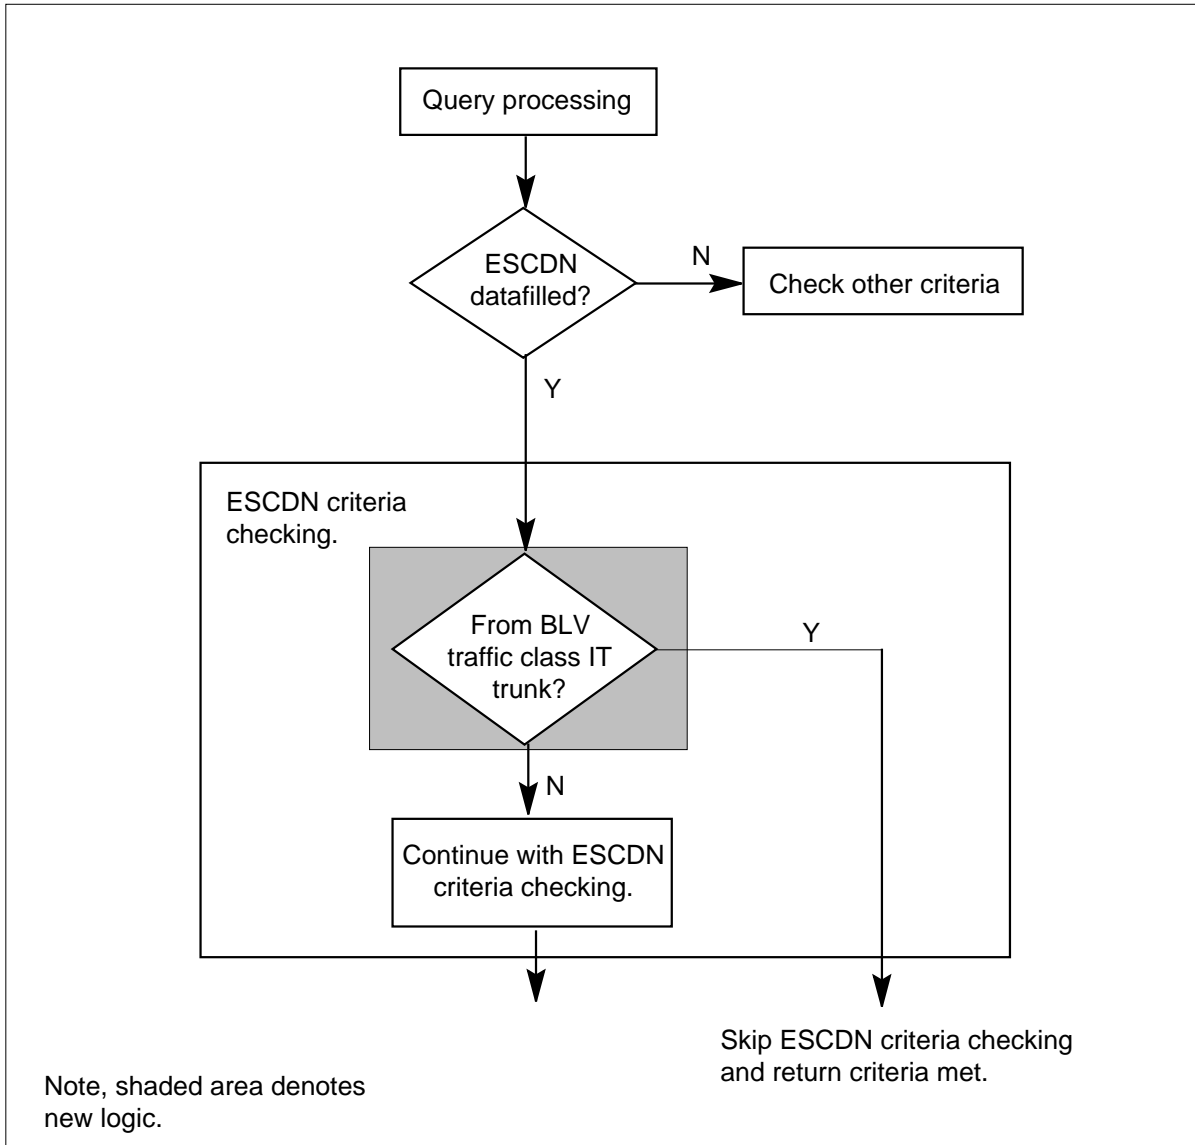 Query processing
ESCDN
datafilled?
N
Check other criteria
Y
ESCDN criteria
checking.
From BLV
traffic class IT
trunk?
Y
N
Continue with ESCDN
criteria checking.
Skip ESCDN criteria checking
and return criteria met.
Note, shaded area denotes
new logic.